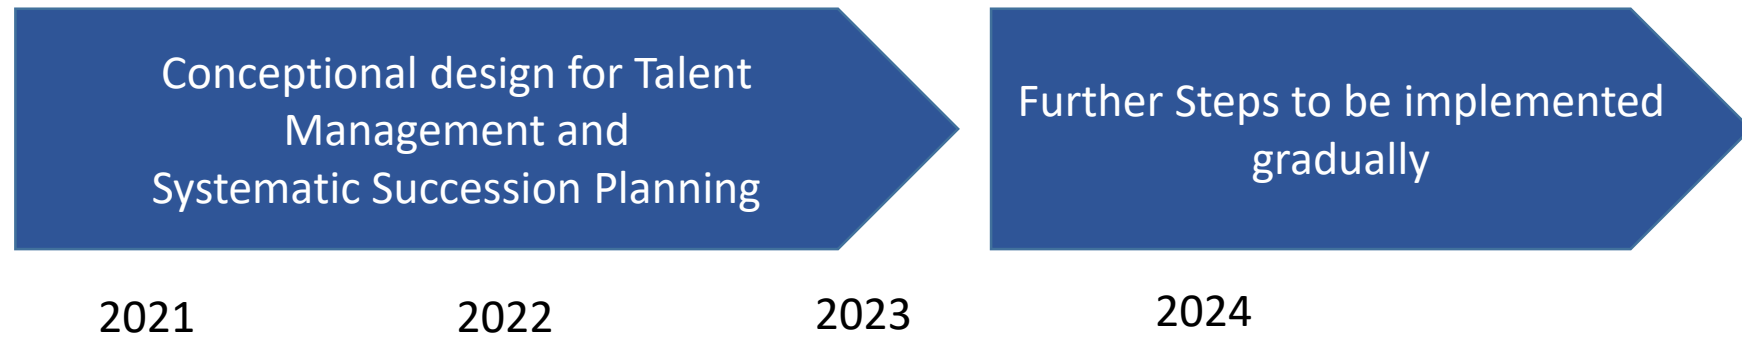 Conceptional design for Talent
Management and
Systematic Succession Planning
Further Steps to be implemented
gradually
2021
2022
2023
2024